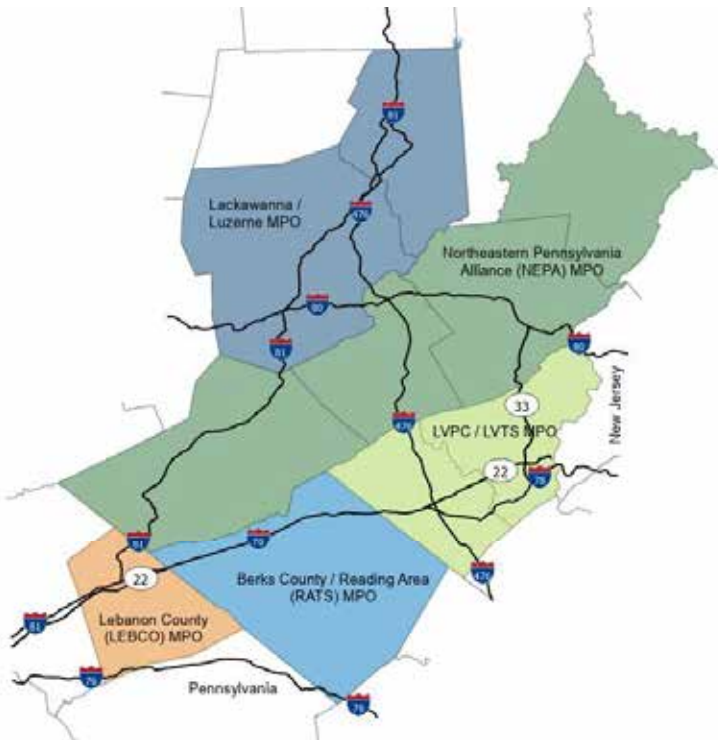 81
Lackawanna /
Luzerne MPO
476
Northeastern Pennsylvania
Alliance (NEPA) MPO
80
81
80
33
New Jersey
476
LVPC / LVTS MPO
22
78
81
78
22
Berks County / Reading Area
(RATS) MPO
476
Lebanon County
(LEBCO) MPO
81
76
Pennsylvania
76